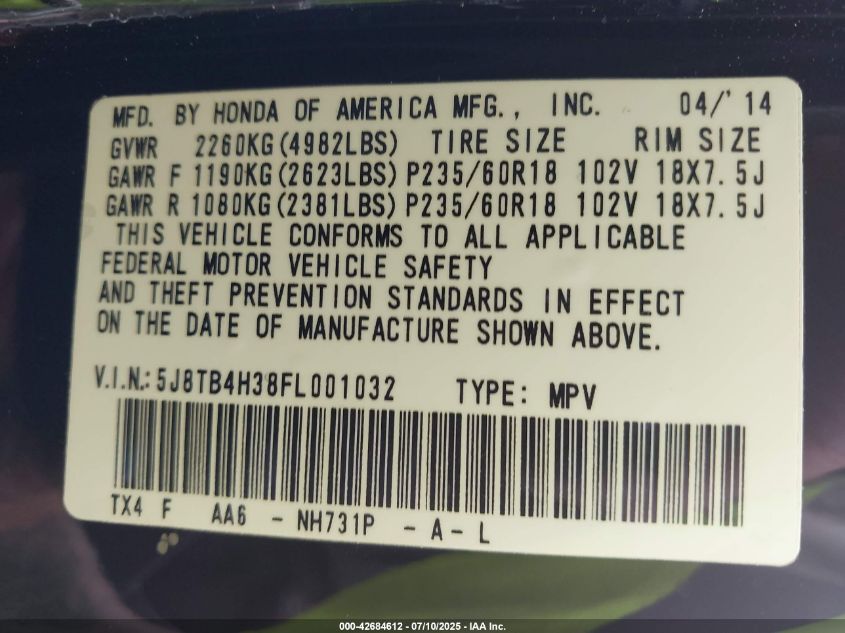 MFD. BY HONDA OF AMERICA MFG., INC. 04/'14
GVWR 2260KG(4982LBS) TIRE SIZE RIM SIZE
GAWR F 1190KG(2623LBS) P235/60R18 102V 18X7.5J
GAWR R 1080KG(2381LBS) P235/60R18 102V 18X7.5J
THIS VEHICLE CONFORMS TO ALL APPLICABLE
FEDERAL MOTOR VEHICLE SAFETY
AND THEFT PREVENTION STANDARDS IN EFFECT
ON THE DATE OF MANUFACTURE SHOWN ABOVE.
V.I.N.: 5J8TB4H38FL001032 TYPE: MPV
TX4 F AA6 - NH731P - A - L
000-42684612 - 07/10/2025 - IAA Inc.